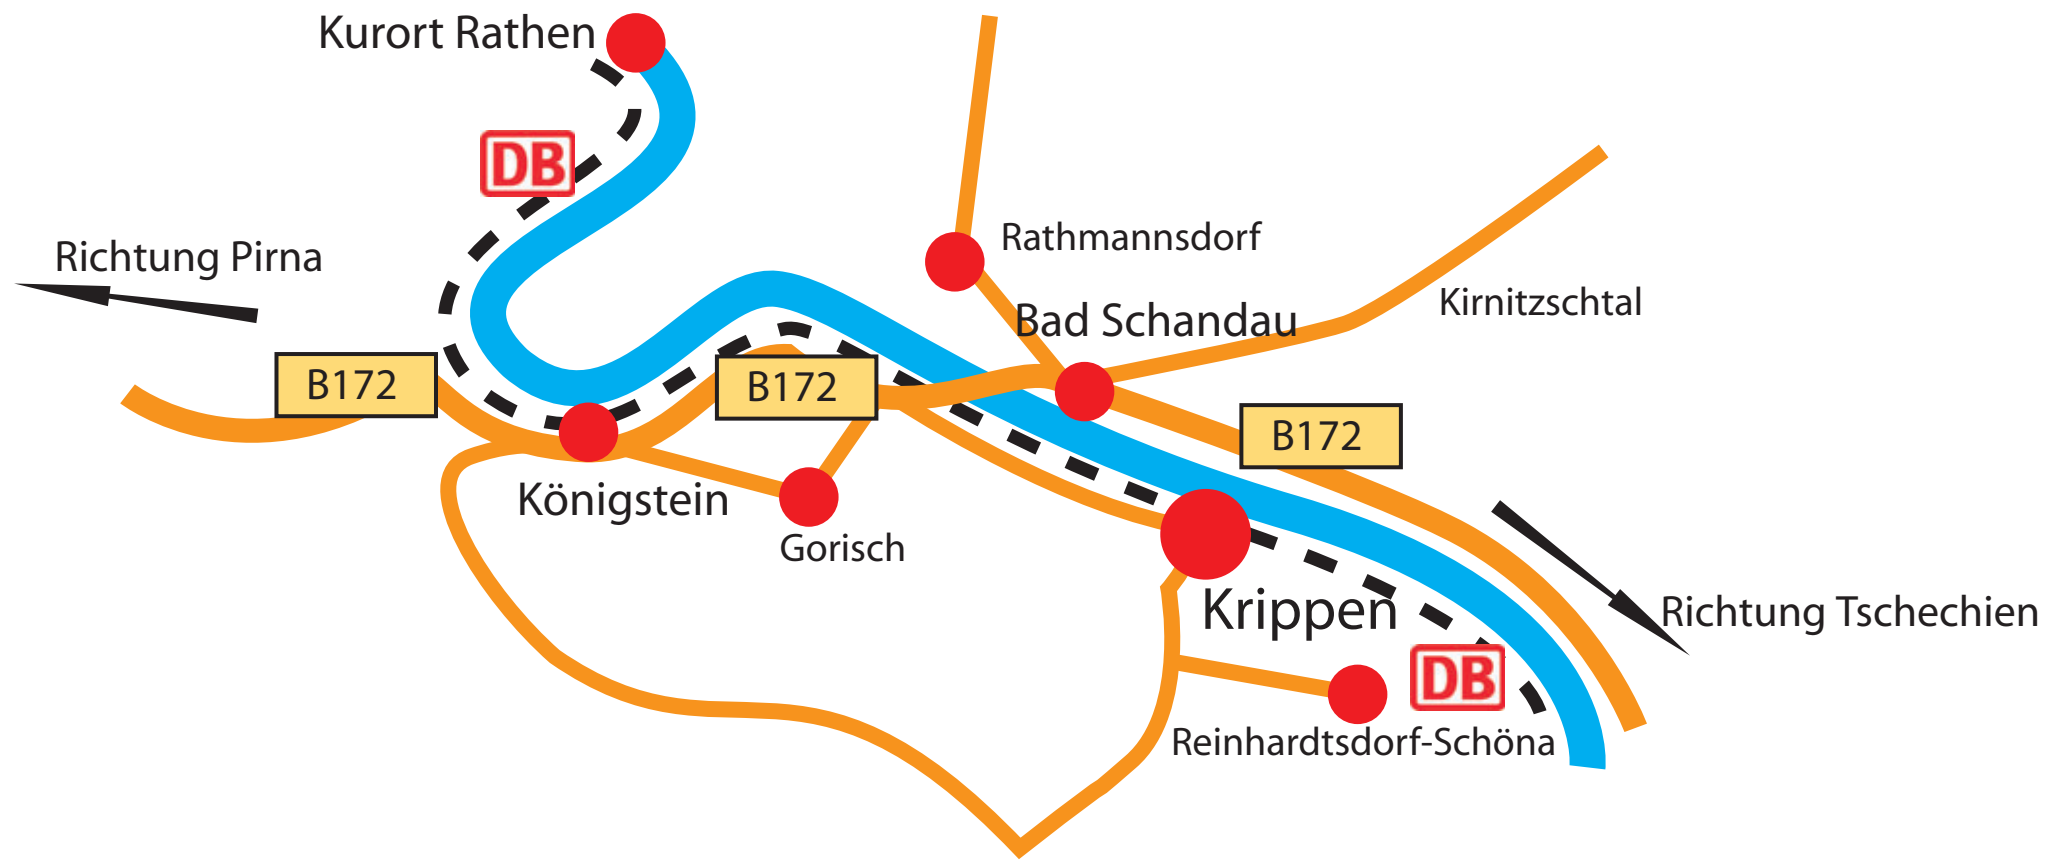 Kurort Rathen
DB
Richtung Pirna
Rathmannsdorf
Bad Schandau
Kirnitzschtal
B172
B172
B172
Königstein
Gorisch
Krippen
Richtung Tschechien
DB
Reinhardtsdorf-Schöna